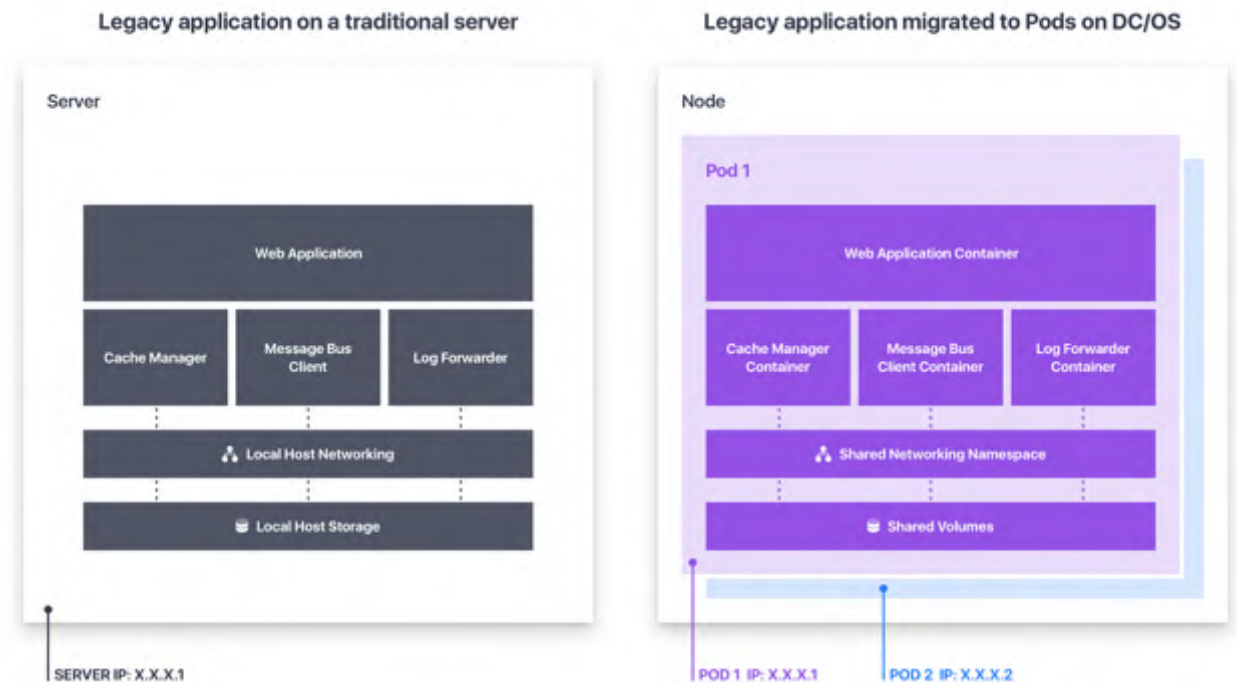 Legacy application on a traditional server
Server
Web Application
Cache Manager
Message Bus
Client
Log Forwarder
Local Host Networking
Local Host Storage
SERVER IP: X.X.X.1
Legacy application migrated to Pods on DC/OS
Node
Pod 1
Web Application Container
Cache Manager
Container
Message Bus
Client Container
Log Forwarder
Container
Shared Networking Namespace
Shared Volumes
POD 1 IP: X.X.X.1
POD 2 IP: X.X.X.2